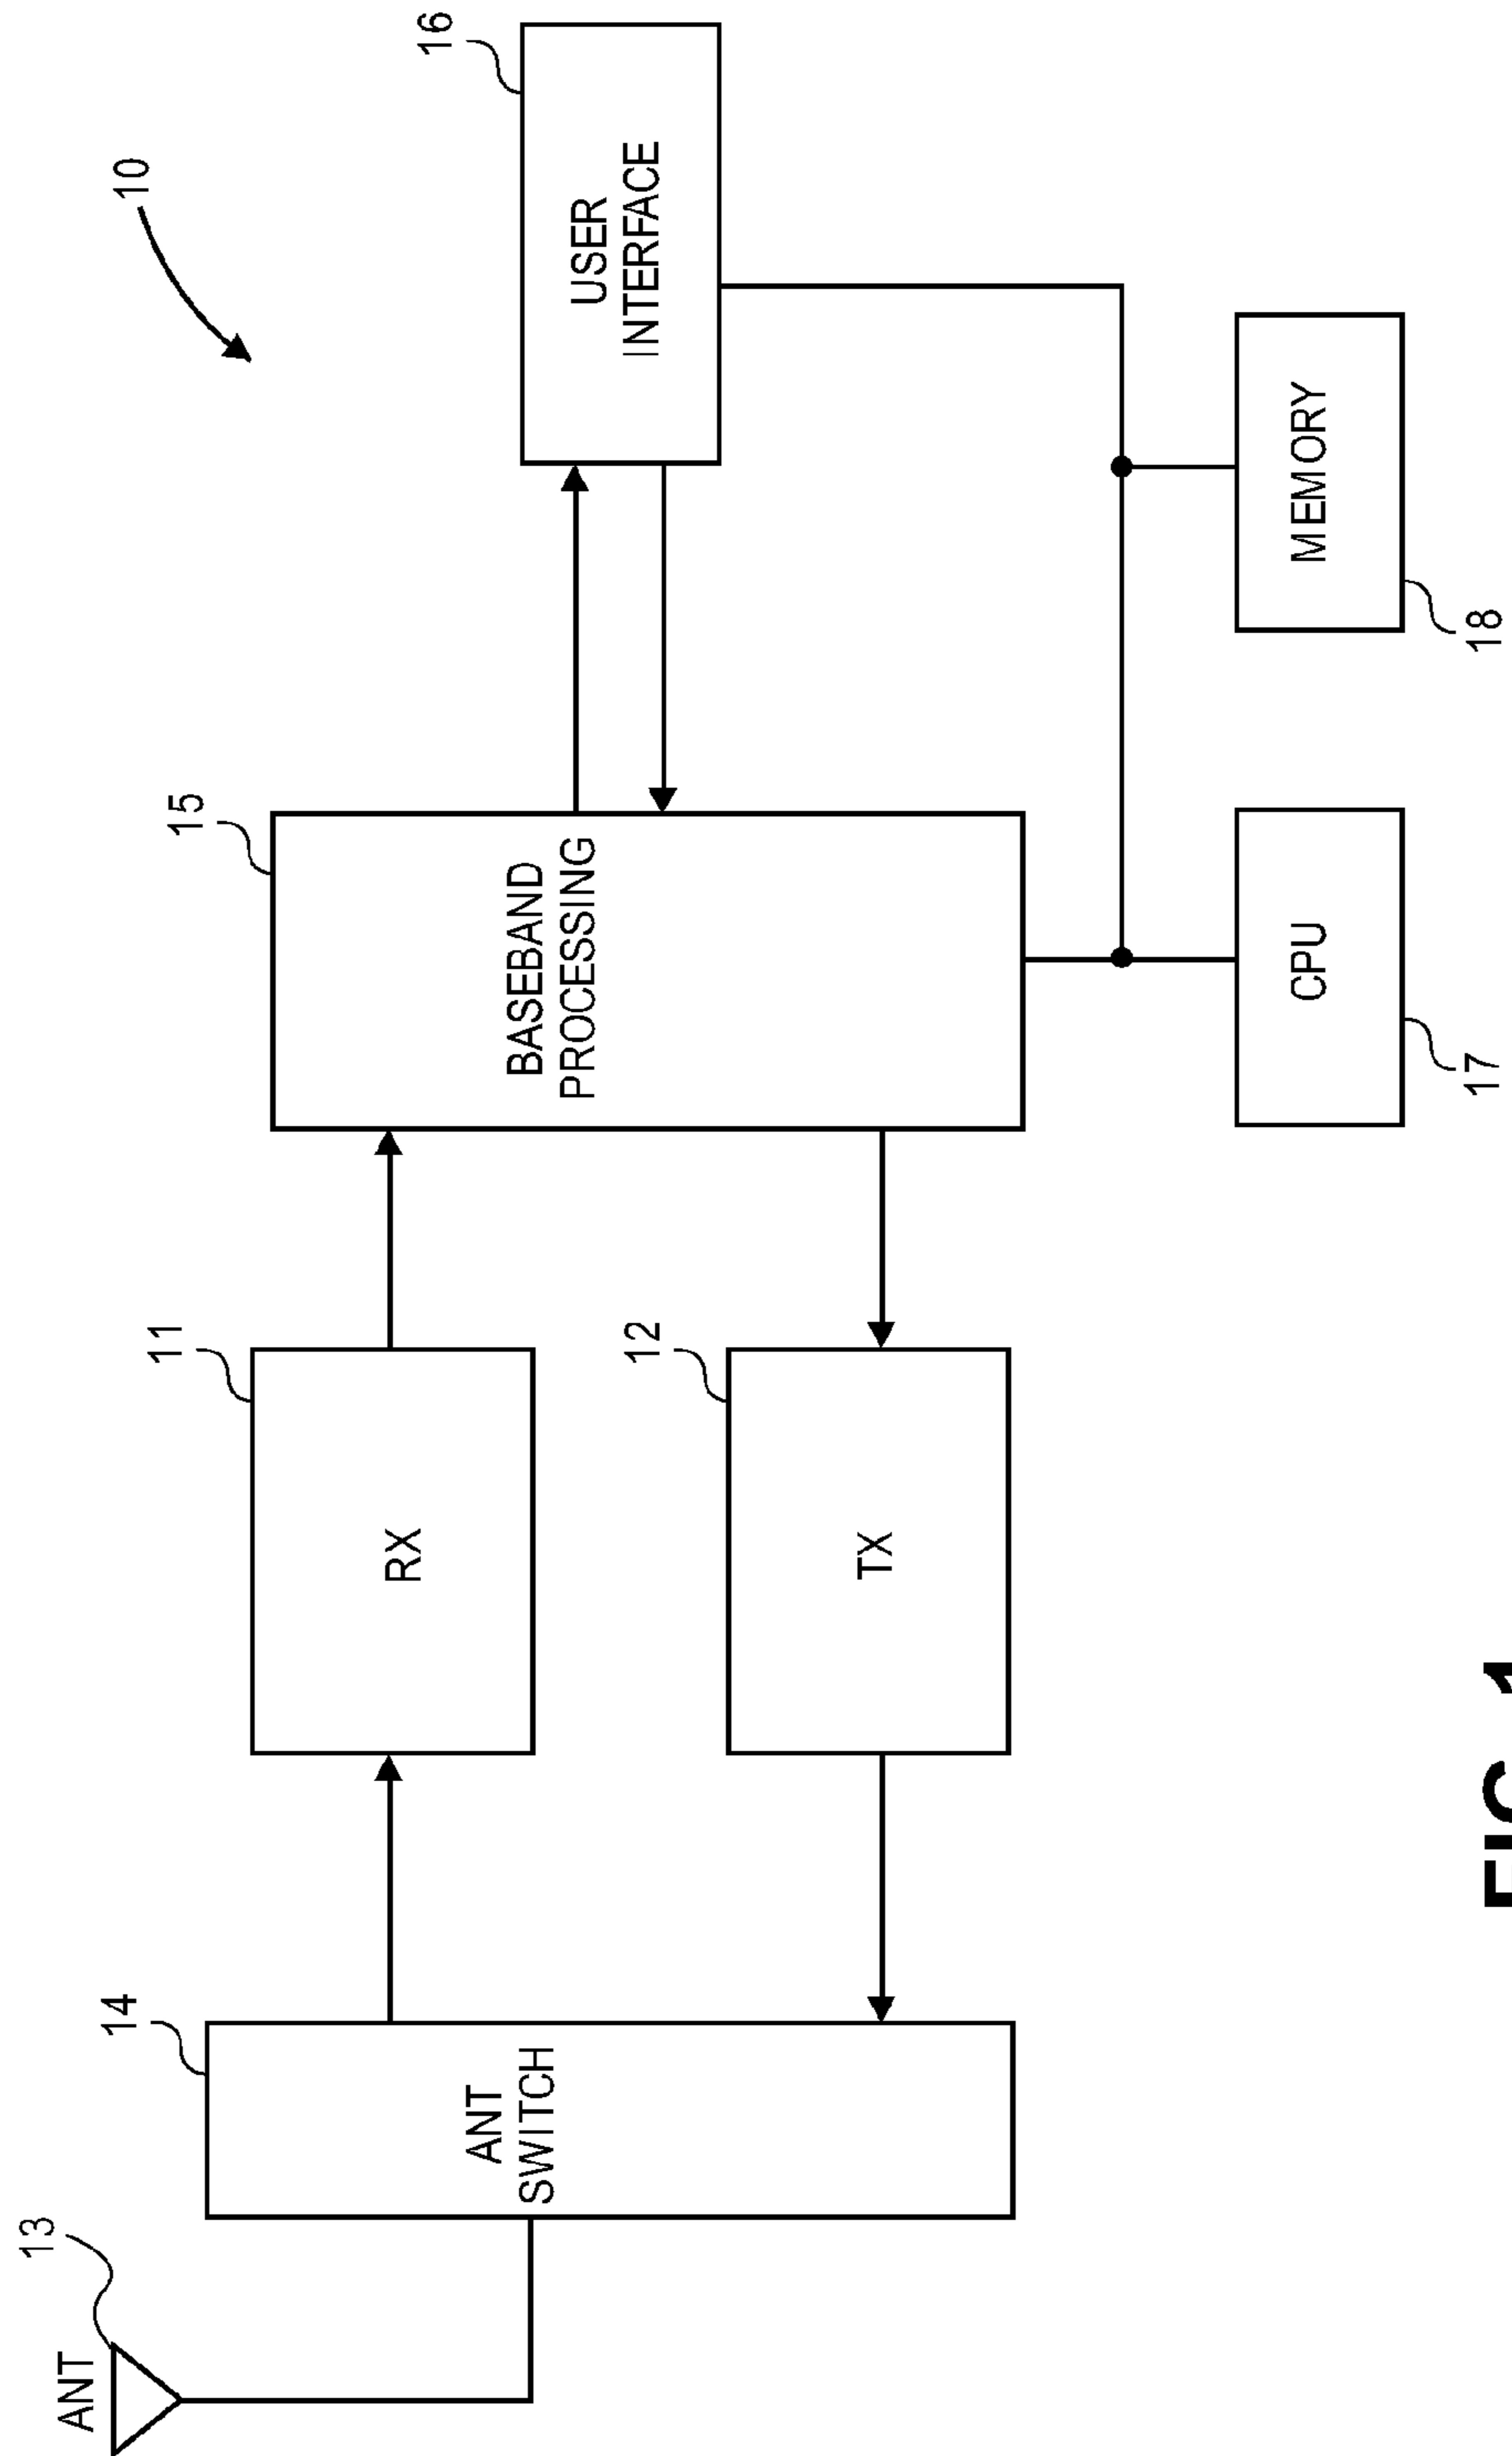 10
ANT
13
14
ANT
SWITCH
11
RX
12
TX
15
BASEBAND
PROCESSING
16
USER
INTERFACE
CPU
17
MEMORY
18